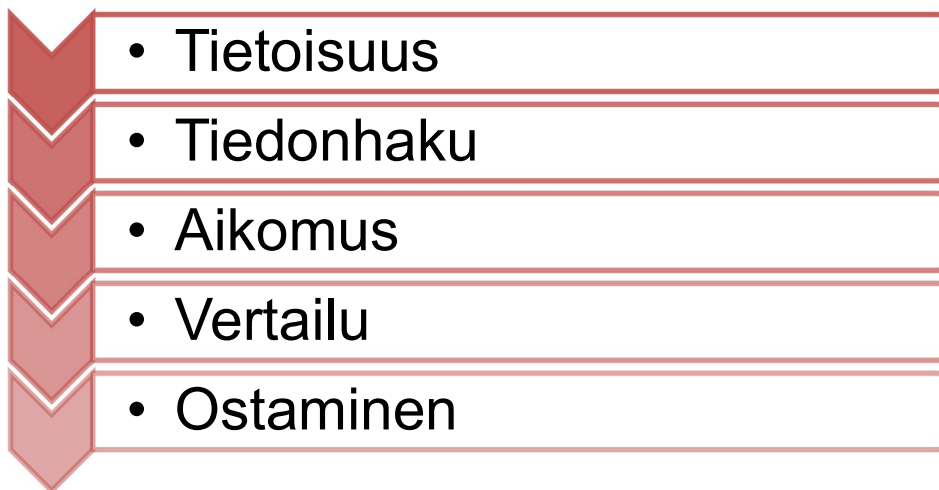 • Tietoisuus
• Tiedonhaku
• Aikomus
• Vertailu
• Ostaminen